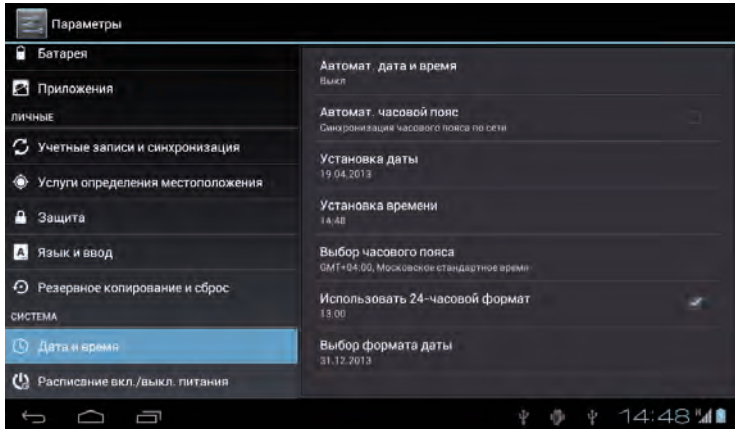 Параметры
Батарея
Приложения
ЛИЧНЫЕ
Учетные записи и синхронизация
Услуги определения местоположения
Защита
Язык и ввод
Резервное копирование и сброс
СИСТЕМА
Дата и время
Расписание вкл./выкл. питания
Автомат. дата и время
Выкл
Автомат. часовой пояс
Синхронизация часового пояса по сети
Установка даты
19.04.2013
Установка времени
14:48
Выбор часового пояса
GMT+04:00, Московское стандартное время
Использовать 24-часовой формат
13:00
Выбор формата даты
31.12.2013
14:48